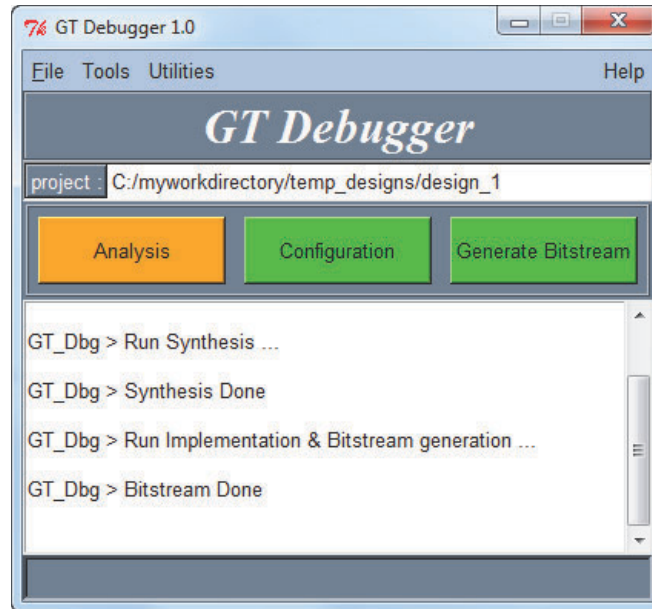 GT Debugger 1.0
File Tools Utilities Help
GT Debugger
project : C:/myworkdirectory/temp_designs/design_1
Analysis Configuration Generate Bitstream
GT_Dbg > Run Synthesis ...
GT_Dbg > Synthesis Done
GT_Dbg > Run Implementation & Bitstream generation ...
GT_Dbg > Bitstream Done